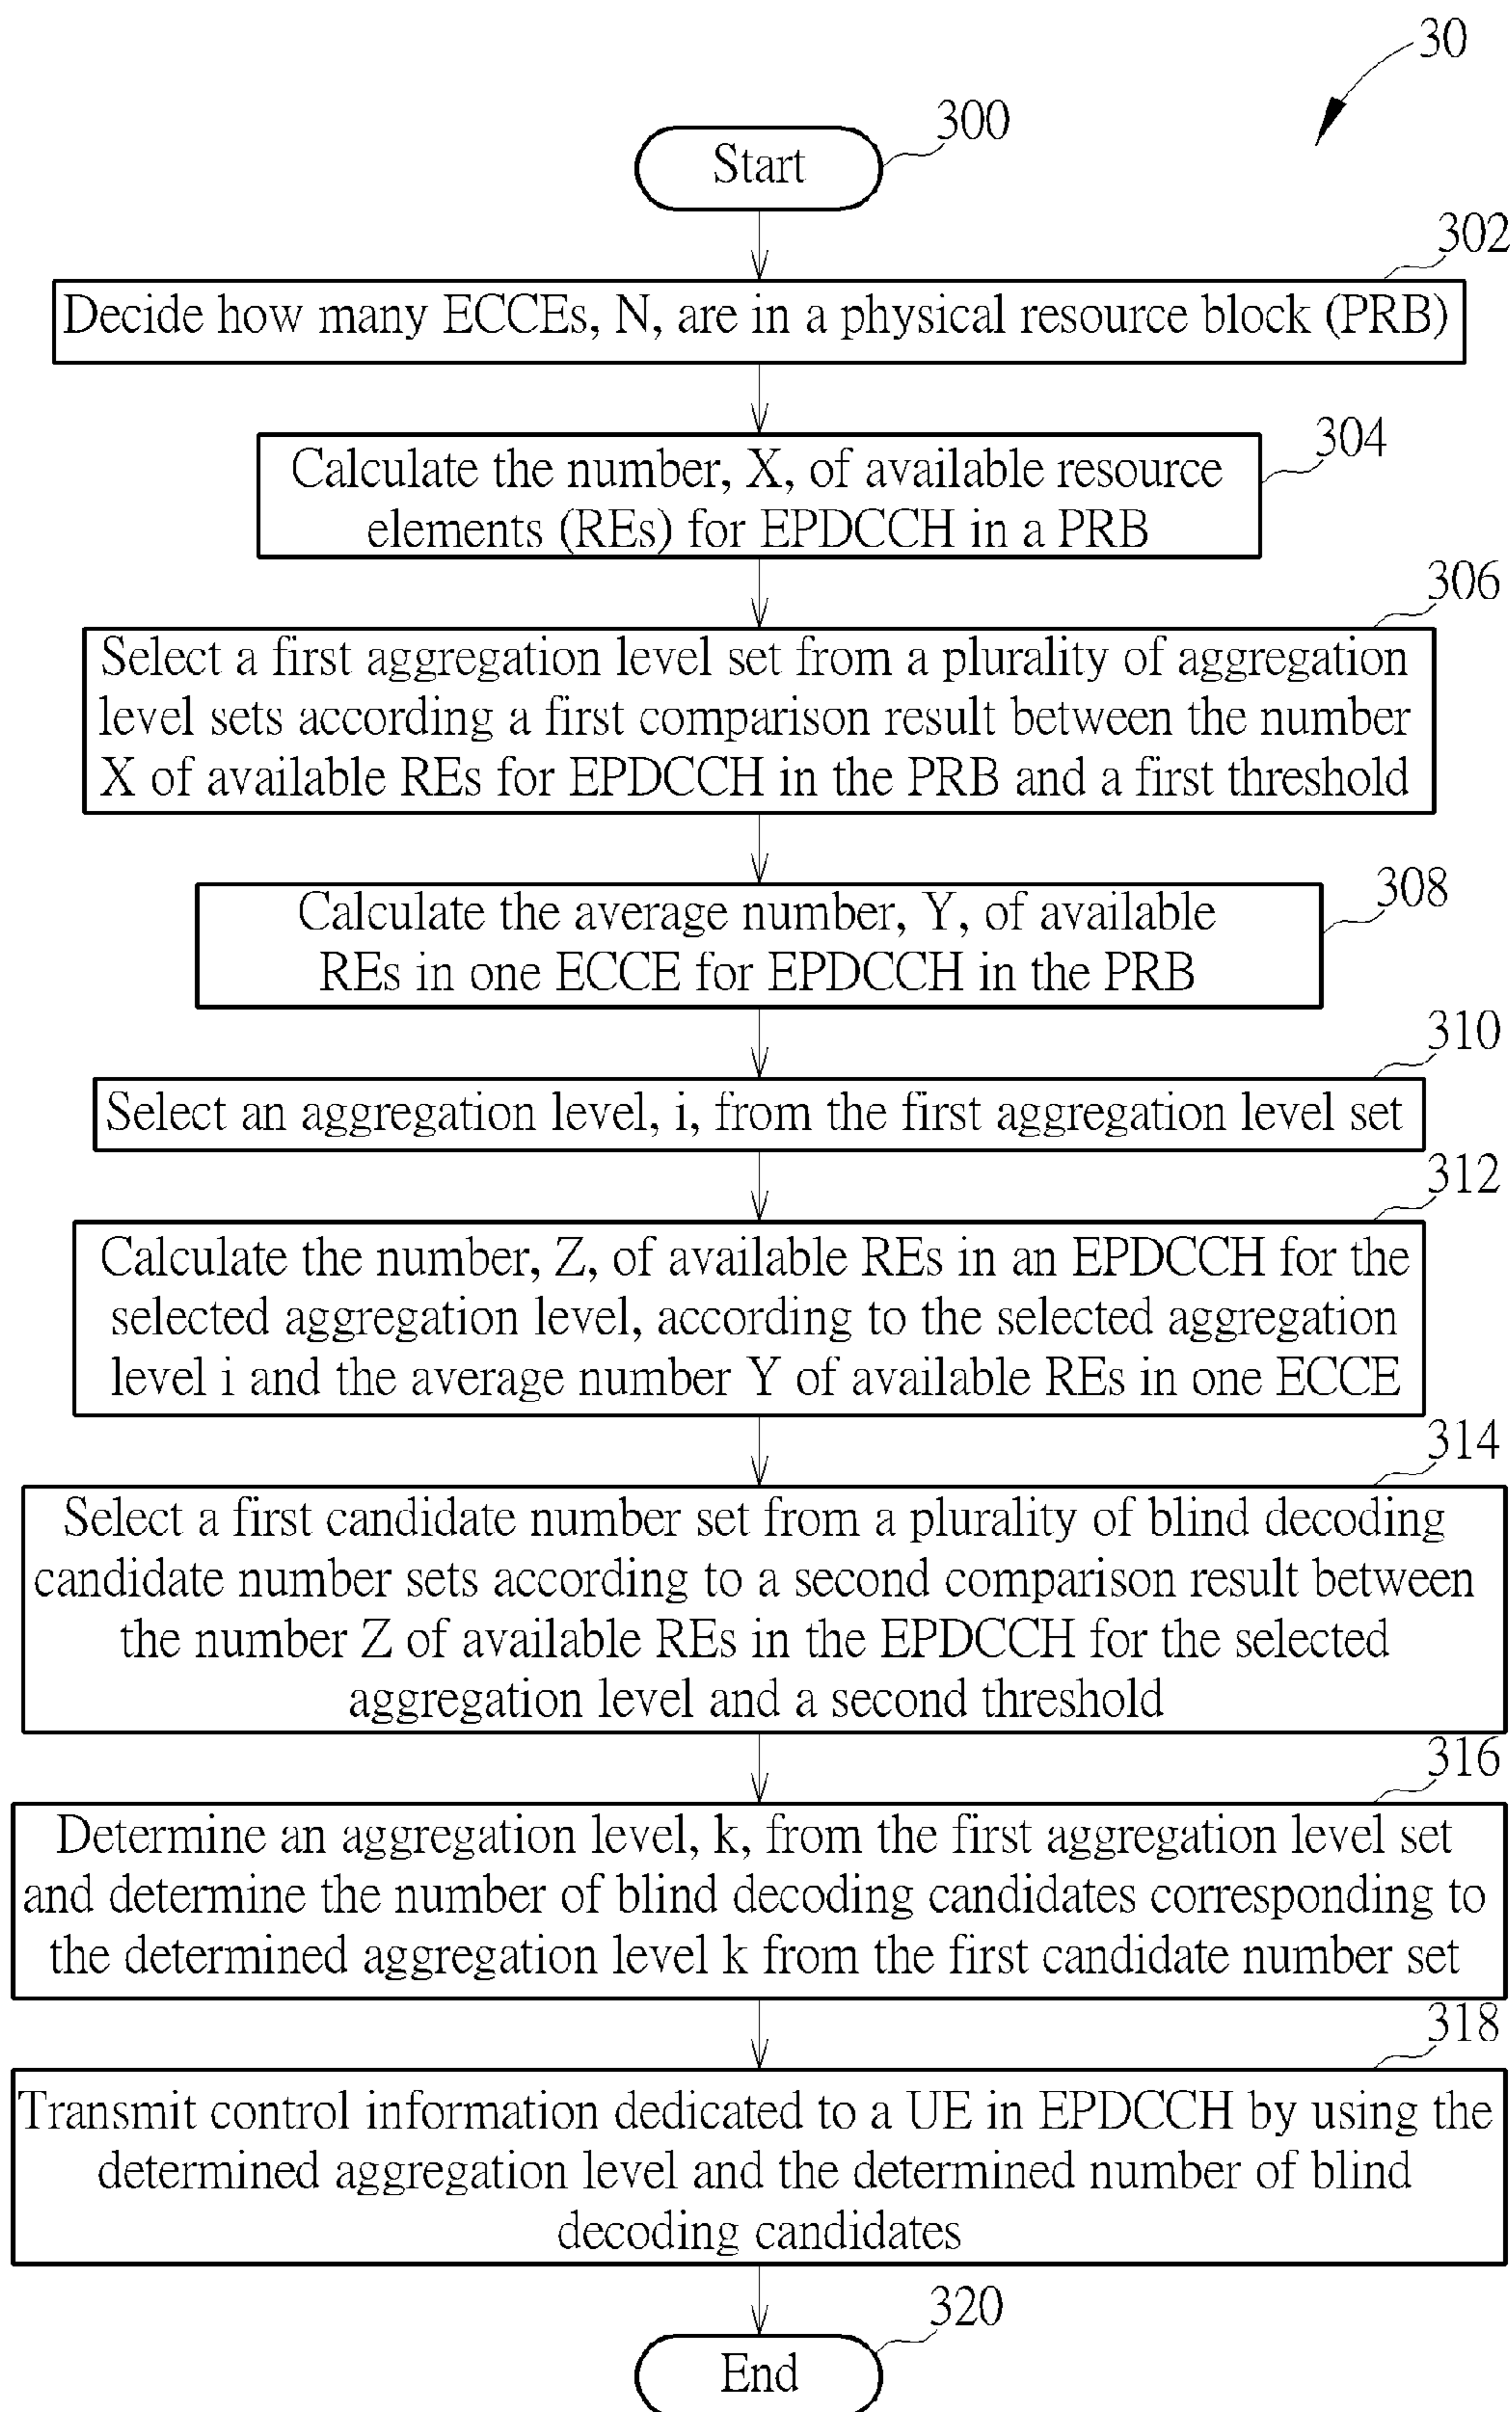 30
300
Start
302
Decide how many ECCEs, N, are in a physical resource block (PRB)
304
Calculate the number, X, of available resource
elements (REs) for EPDCCH in a PRB
306
Select a first aggregation level set from a plurality of aggregation
level sets according a first comparison result between the number
X of available REs for EPDCCH in the PRB and a first threshold
308
Calculate the average number, Y, of available
REs in one ECCE for EPDCCH in the PRB
310
Select an aggregation level, i, from the first aggregation level set
312
Calculate the number, Z, of available REs in an EPDCCH for the
selected aggregation level, according to the selected aggregation
level i and the average number Y of available REs in one ECCE
314
Select a first candidate number set from a plurality of blind decoding
candidate number sets according to a second comparison result between
the number Z of available REs in the EPDCCH for the selected
aggregation level and a second threshold
316
Determine an aggregation level, k, from the first aggregation level set
and determine the number of blind decoding candidates corresponding to
the determined aggregation level k from the first candidate number set
318
Transmit control information dedicated to a UE in EPDCCH by using the
determined aggregation level and the determined number of blind
decoding candidates
320
End